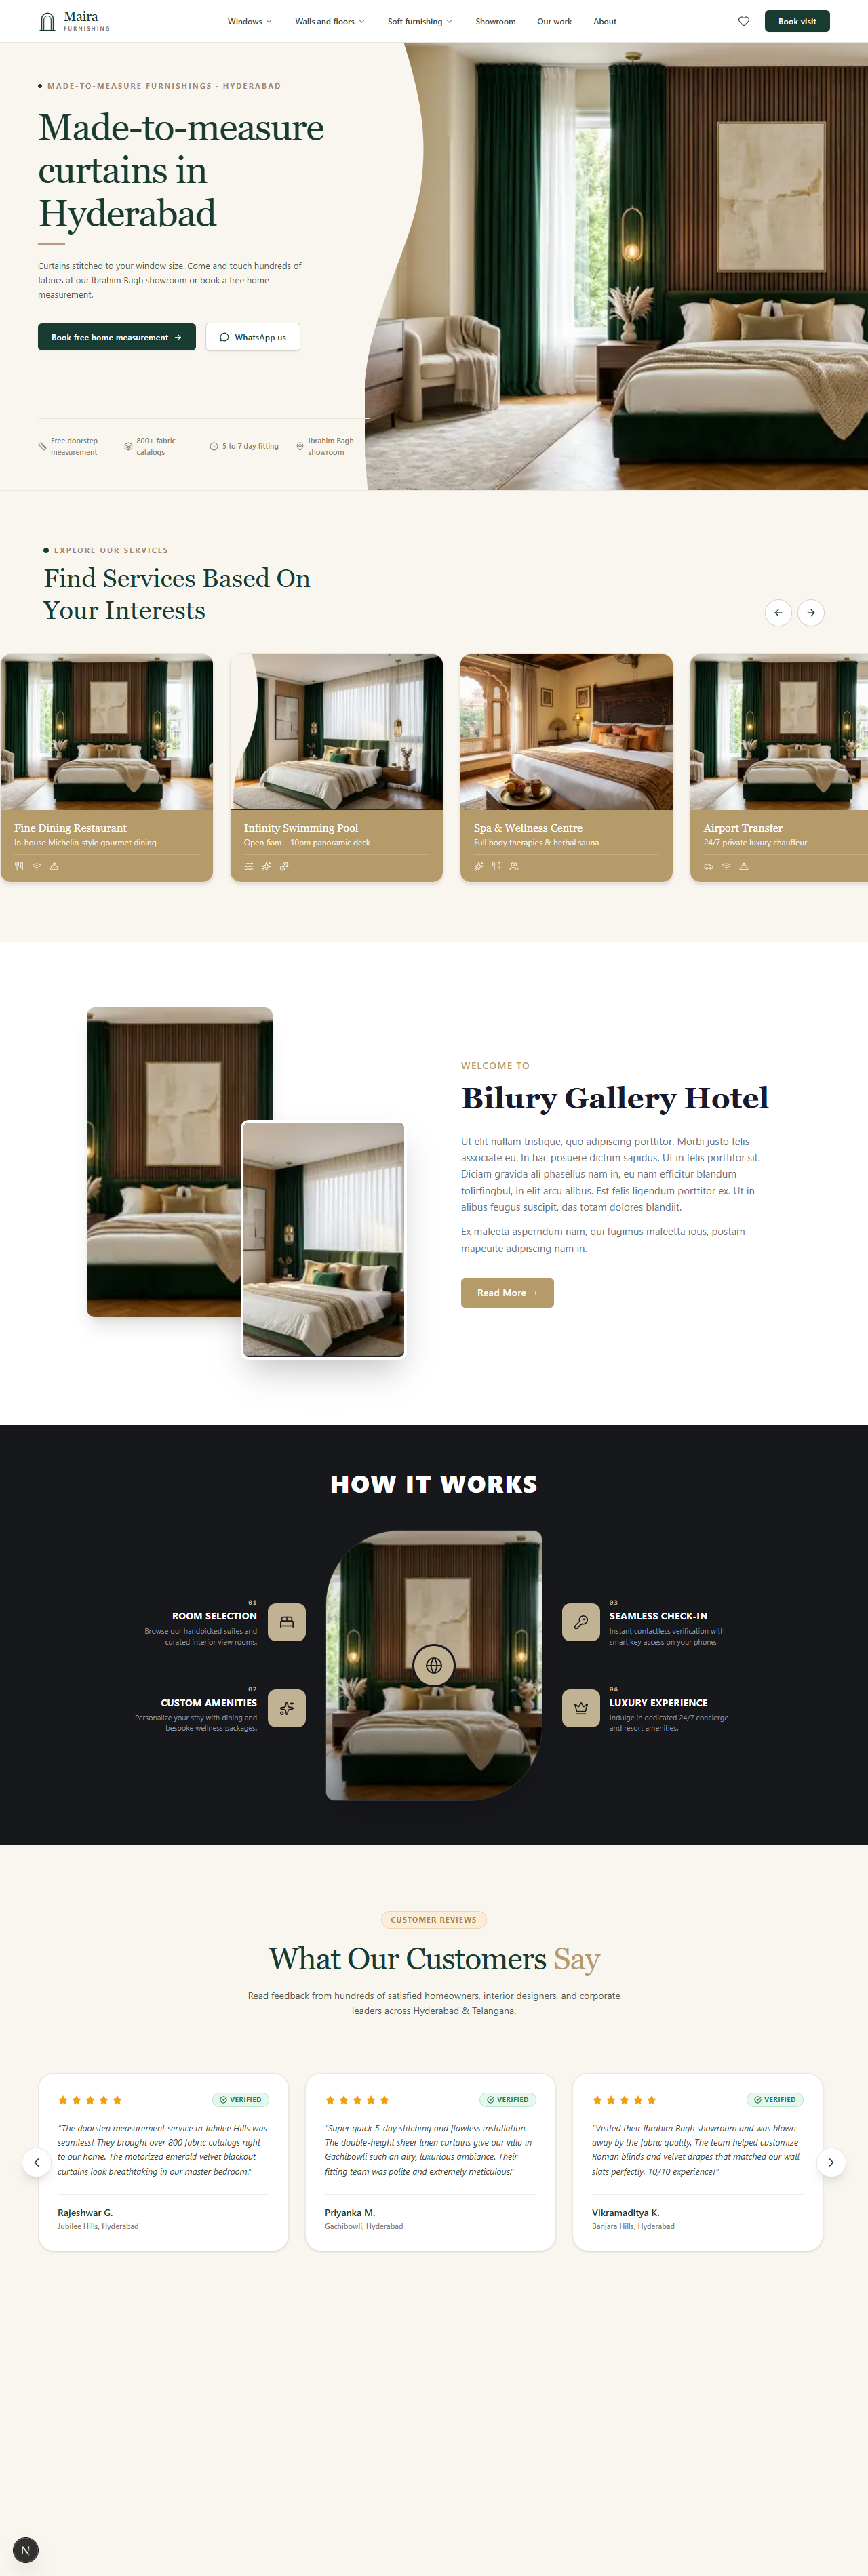 Maira
FURNISHING
Windows
Walls and floors
Soft furnishing
Showroom
Our work
About
Book visit
MADE-TO-MEASURE FURNISHINGS · HYDERABAD
Made-to-measure
curtains in
Hyderabad
Curtains stitched to your window size. Come and touch hundreds of
fabrics at our Ibrahim Bagh showroom or book a free home
measurement.
Book free home measurement →
WhatsApp us
Free doorstep
measurement
800+ fabric
catalogs
5 to 7 day fitting
Ibrahim Bagh
showroom
EXPLORE OUR SERVICES
Find Services Based On
Your Interests
Fine Dining Restaurant
In-house Michelin-style gourmet dining
Infinity Swimming Pool
Open 6am – 10pm panoramic deck
Spa & Wellness Centre
Full body therapies & herbal sauna
Airport Transfer
24/7 private luxury chauffeur
WELCOME TO
Bilury Gallery Hotel
Ut elit nullam tristique, quo adipiscing porttitor. Morbi justo felis
associate eu. In hac posuere dictum sapidus. Ut in felis porttitor sit.
Diciam gravida ali phasellus nam in, eu nam efficitur blandum
tolirfingbul, in elit arcu alibus. Est felis ligendum porttitor ex. Ut in
alibus feugus suscipit, das totam dolores blandiit.
Ex maleeta asperndum nam, qui fugimus maleetta ious, postam
mapeuite adipiscing nam in.
Read More →
HOW IT WORKS
01
ROOM SELECTION
Browse our handpicked suites and
curated interior view rooms.
02
CUSTOM AMENITIES
Personalize your stay with dining and
bespoke wellness packages.
03
SEAMLESS CHECK-IN
Instant contactless verification with
smart key access on your phone.
04
LUXURY EXPERIENCE
Indulge in dedicated 24/7 concierge
and resort amenities.
CUSTOMER REVIEWS
What Our Customers Say
Read feedback from hundreds of satisfied homeowners, interior designers, and corporate
leaders across Hyderabad & Telangana.
VERIFIED
"The doorstep measurement service in Jubilee Hills was
seamless! They brought over 800 fabric catalogs right
to our home. The motorized emerald velvet blackout
curtains look breathtaking in our master bedroom."
Rajeshwar G.
Jubilee Hills, Hyderabad
VERIFIED
"Super quick 5-day stitching and flawless installation.
The double-height sheer linen curtains give our villa in
Gachibowli such an airy, luxurious ambiance. Their
fitting team was polite and extremely meticulous."
Priyanka M.
Gachibowli, Hyderabad
VERIFIED
"Visited their Ibrahim Bagh showroom and was blown
away by the fabric quality. The team helped customize
Roman blinds and velvet drapes that matched our wall
slats perfectly. 10/10 experience!"
Vikramaditya K.
Banjara Hills, Hyderabad
N